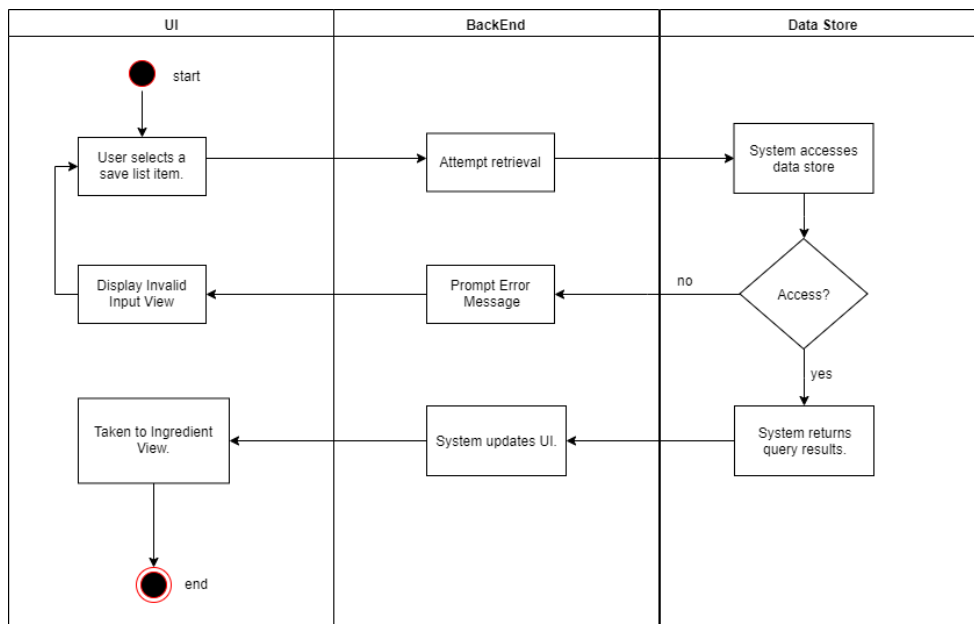 UI
BackEnd
Data Store
start
User selects a
save list item.
Attempt retrieval
System accesses
data store
Display Invalid
Input View
Prompt Error
Message
no
Access?
yes
Taken to Ingredient
View.
System updates UI.
System returns
query results.
end